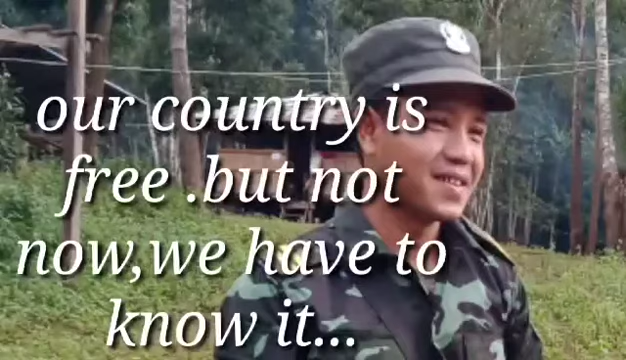 our country is
free .but not
now,we have to
know it...